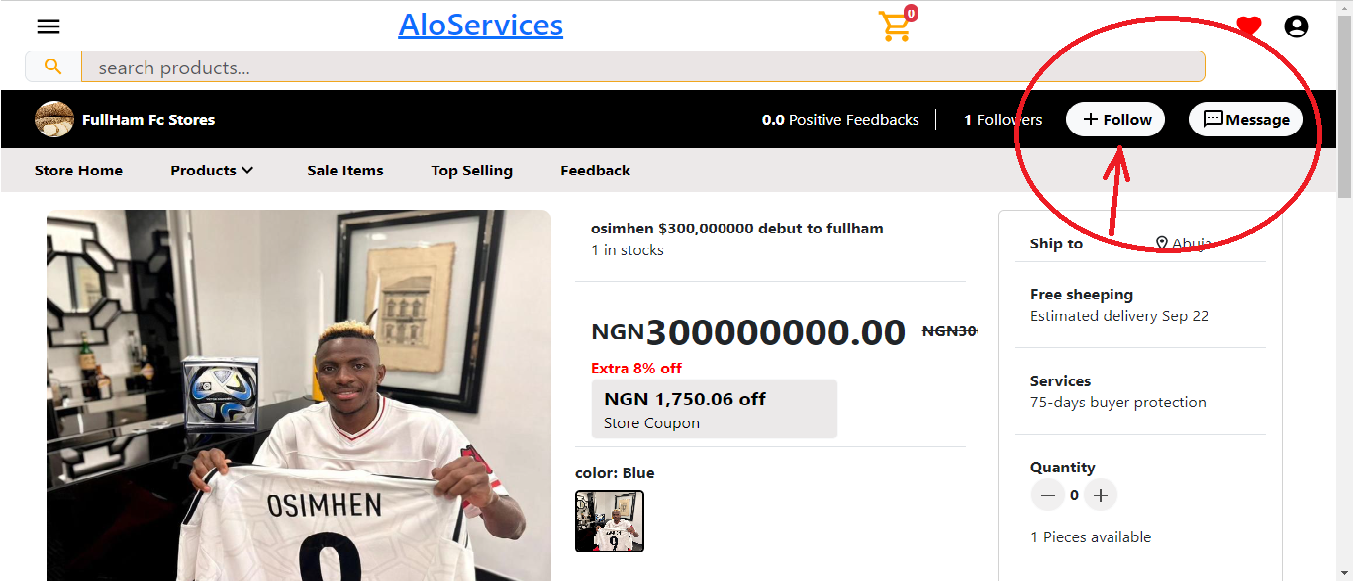 AloServices
0
search products...
FullHam Fc Stores
0.0 Positive Feedbacks
1 Followers
Follow
Message
Store Home
Products
Sale Items
Top Selling
Feedback
osimhen $300,000000 debut to fullham
1 in stocks
NGN300000000.00 NGN30
Extra 8% off
NGN 1,750.06 off
Store Coupon
color: Blue
Ship to
Abuja
Free sheeping
Estimated delivery Sep 22
Services
75-days buyer protection
Quantity
0
1 Pieces available
OSIMHEN
9